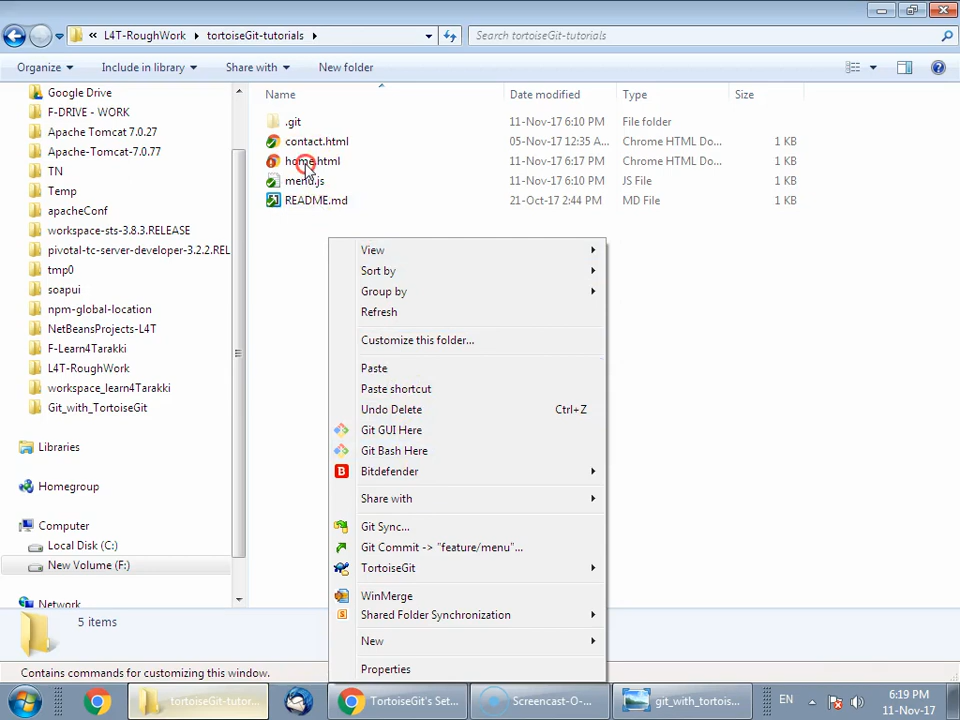 « L4T-RoughWork tortoiseGit-tutorials
Search tortoiseGit-tutorials
Organize Include in library Share with New folder
Name Date modified Type Size
Google Drive
F-DRIVE - WORK
Apache Tomcat 7.0.27
Apache-Tomcat-7.0.77
TN
Temp
apacheConf
workspace-sts-3.8.3.RELEASE
pivotal-tc-server-developer-3.2.2.REL
tmp0
soapui
npm-global-location
NetBeansProjects-L4T
F-Learn4Tarakki
L4T-RoughWork
workspace_learn4Tarakki
Git_with_TortoiseGit
Libraries
Homegroup
Computer
Local Disk (C:)
New Volume (F:)
Network
.git 11-Nov-17 6:10 PM File folder
contact.html 05-Nov-17 12:35 A... Chrome HTML Do... 1 KB
home.html 11-Nov-17 6:17 PM Chrome HTML Do... 1 KB
menu.js 11-Nov-17 6:10 PM JS File 1 KB
README.md 21-Oct-17 2:44 PM MD File 1 KB
View
Sort by
Group by
Refresh
Customize this folder...
Paste
Paste shortcut
Undo Delete Ctrl+Z
Git GUI Here
Git Bash Here
B Bitdefender
Share with
Git Sync...
Git Commit -> "feature/menu"...
TortoiseGit
WinMerge
S Shared Folder Synchronization
New
Properties
5 items
Contains commands for customizing this window.
tortoiseGit-tutor... TortoiseGit's Set... Screencast-O-... git_with_tortois... EN
6:19 PM
11-Nov-17